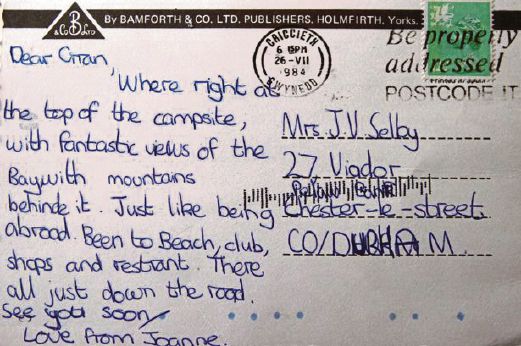 B & Co Ltd By BAMFORTH & CO. LTD. PUBLISHERS, HOLMFIRTH, Yorks.
CRICCIETH
6 15PM
26-VII
1984
GWYNEDD
Be properly
addressed
POSTCODE IT
Dear Gran,
Where right at
the top of the campsite,
with fantastic views of the
Bay with mountains
behinde it. Just like being
abroad. Been to Beach, club,
shops and restrant. There
all just down the road.
See you soon
Love from Joanne.
Mrs J.V. Selby
27 Viador
Chester-le-street,
CO/DURHAM.